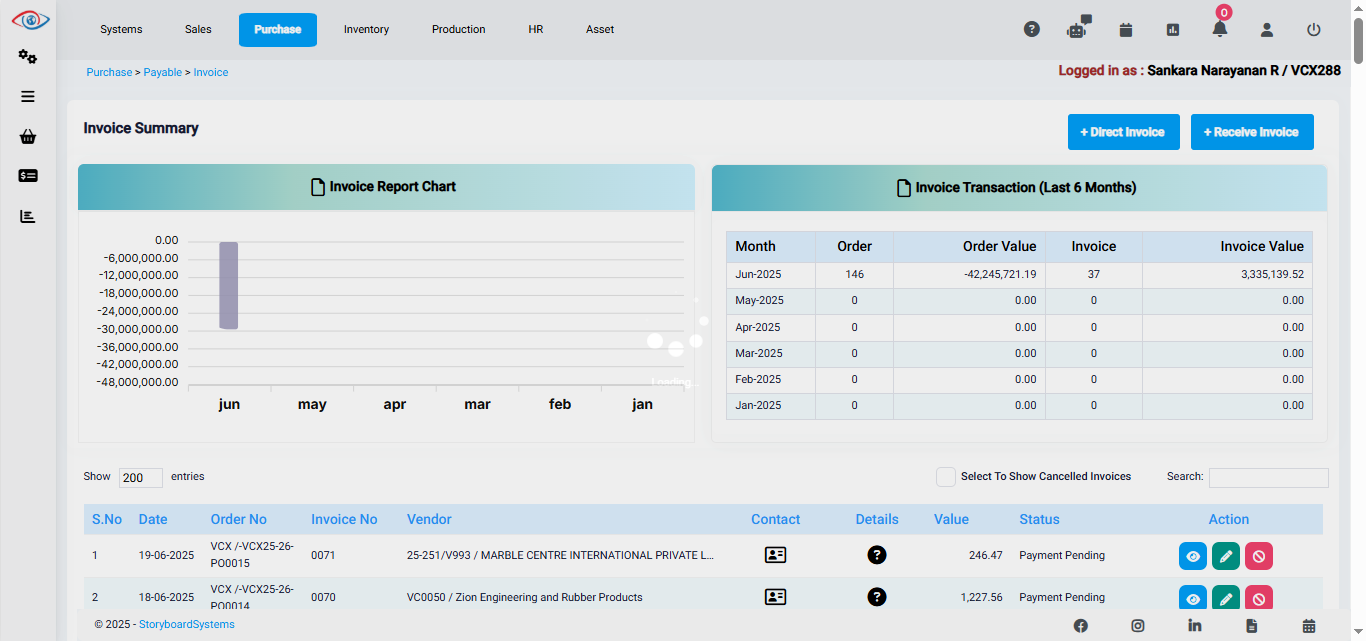 Systems Sales Purchase Inventory Production HR Asset 0
Purchase > Payable > Invoice
Logged in as : Sankara Narayanan R / VCX288
Invoice Summary
+ Direct Invoice + Receive Invoice
Invoice Report Chart
0.00
-6,000,000.00
-12,000,000.00
-18,000,000.00
-24,000,000.00
-30,000,000.00
-36,000,000.00
-42,000,000.00
-48,000,000.00
jun may apr mar feb jan
Loading...
Invoice Transaction (Last 6 Months)
Month Order Order Value Invoice Invoice Value
Jun-2025 146 -42,245,721.19 37 3,335,139.52
May-2025 0 0.00 0 0.00
Apr-2025 0 0.00 0 0.00
Mar-2025 0 0.00 0 0.00
Feb-2025 0 0.00 0 0.00
Jan-2025 0 0.00 0 0.00
Show 200 entries
Select To Show Cancelled Invoices Search:
S.No Date Order No Invoice No Vendor Contact Details Value Status Action
1 19-06-2025 VCX /-VCX25-26- 0071 25-251/V993 / MARBLE CENTRE INTERNATIONAL PRIVATE L... 246.47 Payment Pending
PO0015
2 18-06-2025 VCX /-VCX25-26- 0070 VC0050 / Zion Engineering and Rubber Products 1,227.56 Payment Pending
PO0014
© 2025 - StoryboardSystems